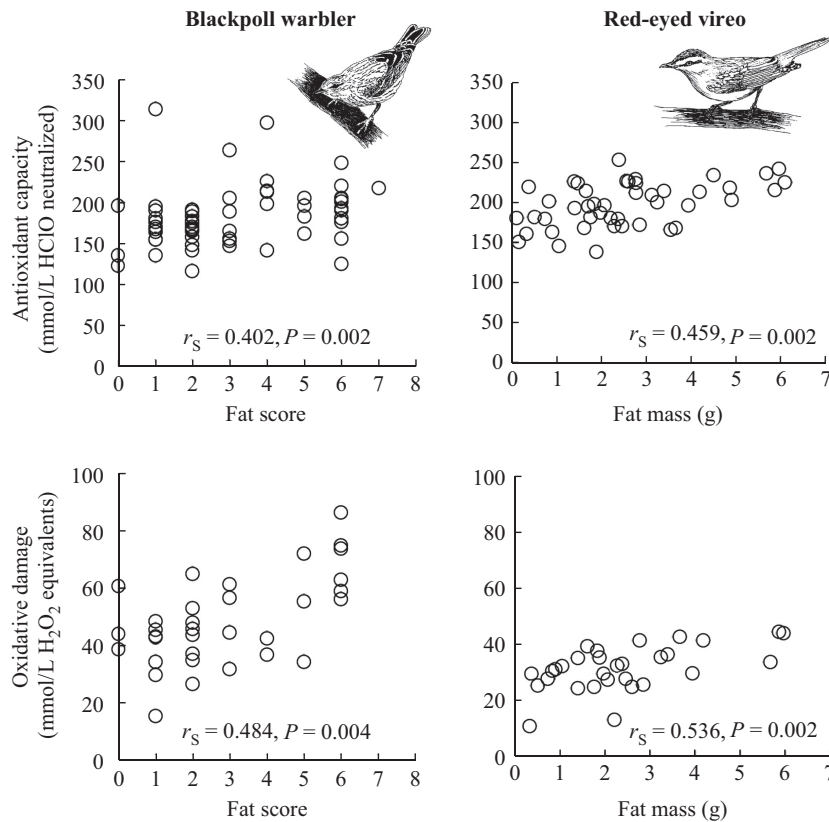 Blackpoll warbler
Red-eyed vireo
Antioxidant capacity
(mmol/L HClO neutralized)
350
300
250
200
150
100
50
0
r_S = 0.402, P = 0.002
0 1 2 3 4 5 6 7 8
Fat score
350
300
250
200
150
100
50
0
r_S = 0.459, P = 0.002
0 1 2 3 4 5 6 7
Fat mass (g)
Oxidative damage
(mmol/L H₂O₂ equivalents)
100
80
60
40
20
0
r_S = 0.484, P = 0.004
0 1 2 3 4 5 6 7 8
Fat score
100
80
60
40
20
0
r_S = 0.536, P = 0.002
0 1 2 3 4 5 6 7
Fat mass (g)